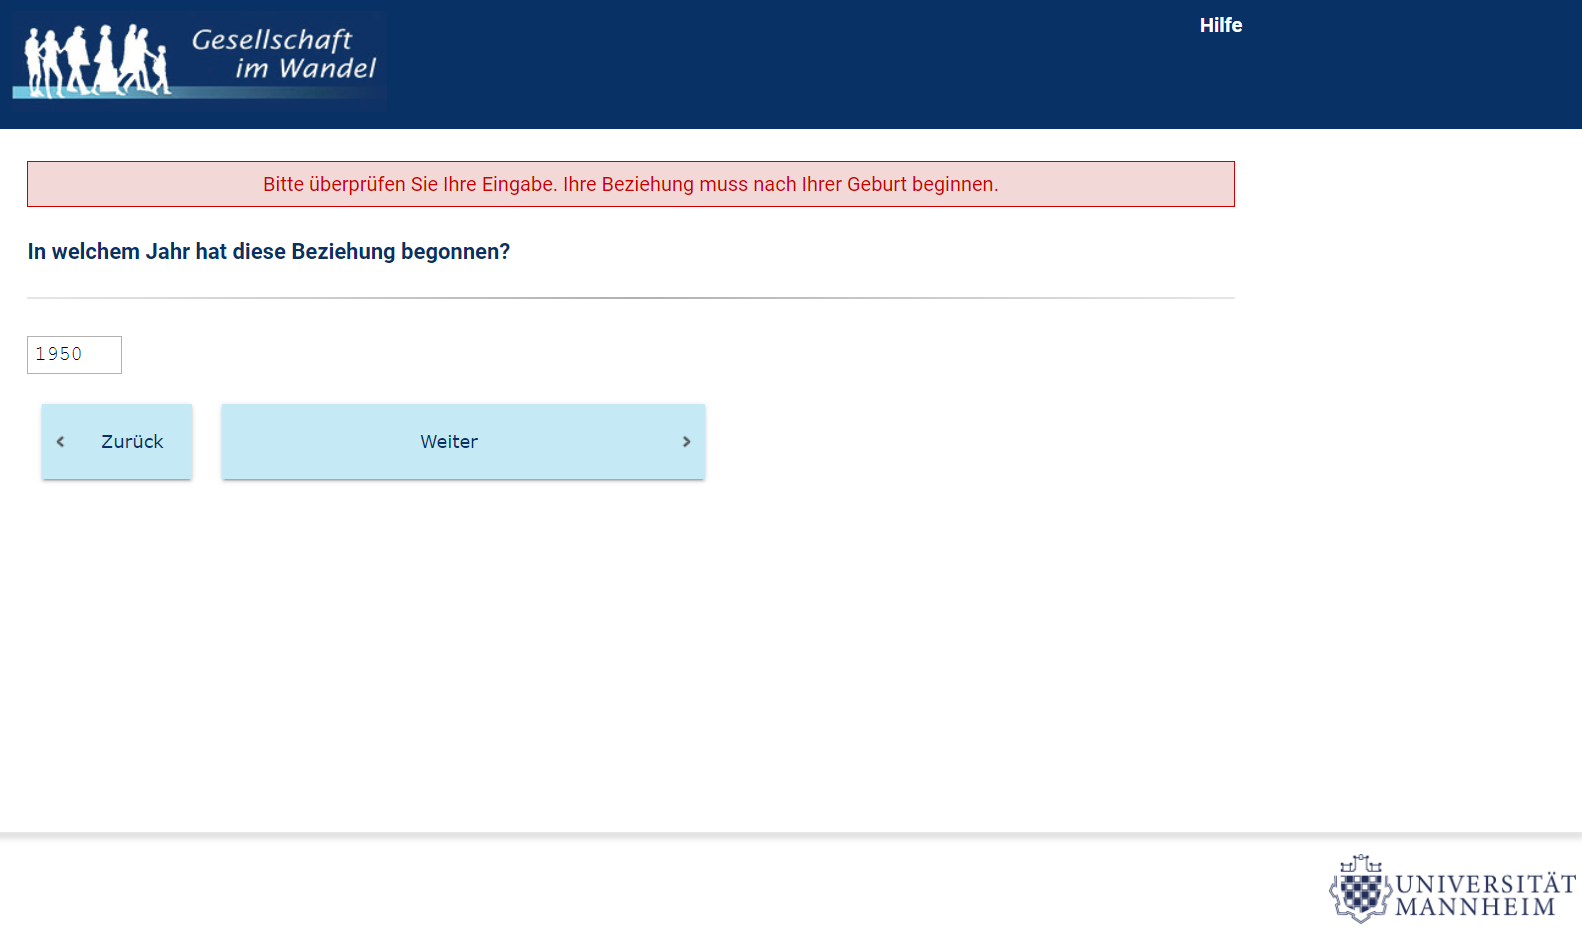 Gesellschaft
im Wandel
Hilfe
Bitte überprüfen Sie Ihre Eingabe. Ihre Beziehung muss nach Ihrer Geburt beginnen.
In welchem Jahr hat diese Beziehung begonnen?
1950
Zurück
Weiter
UNIVERSITÄT
MANNHEIM